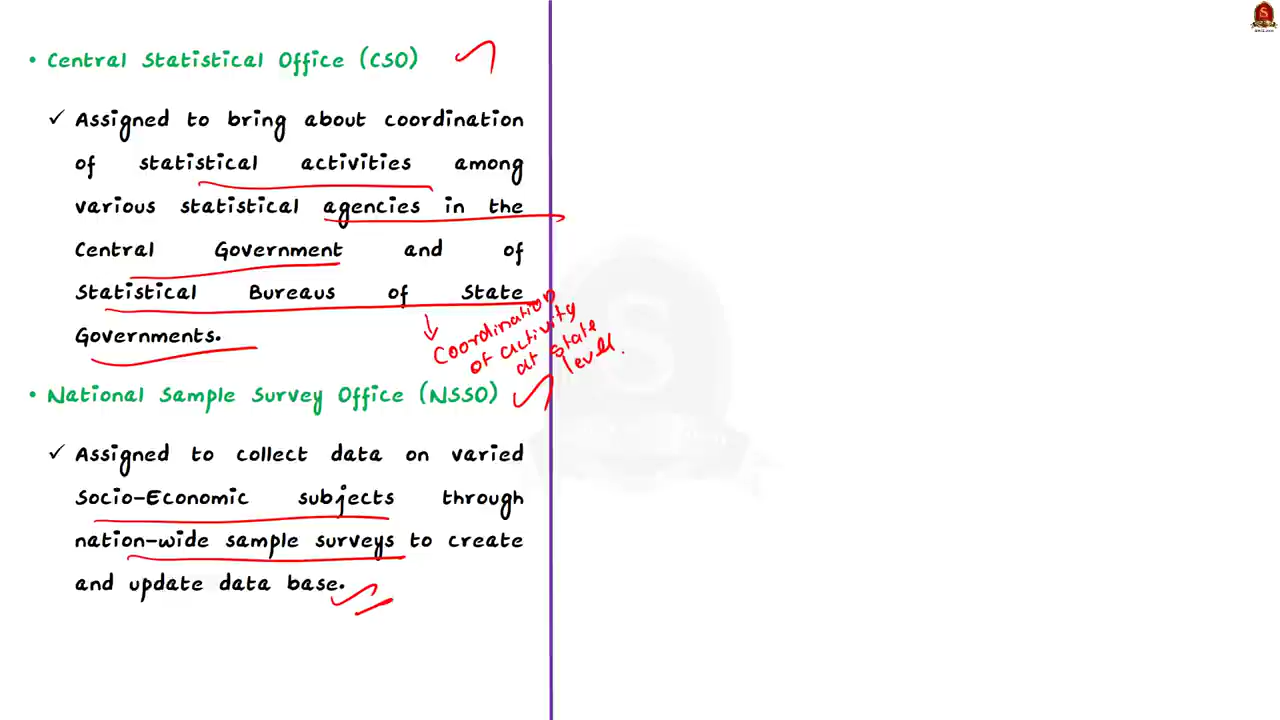 • Central Statistical Office (CSO)
✓ Assigned to bring about coordination
of statistical activities among
various statistical agencies in the
Central Government and of
Statistical Bureaus of State
Governments.
↓ Coordination
of activity
at state
level.
• National Sample Survey Office (NSSO)
✓ Assigned to collect data on varied
Socio-Economic subjects through
nation-wide sample surveys to create
and update data base.
S